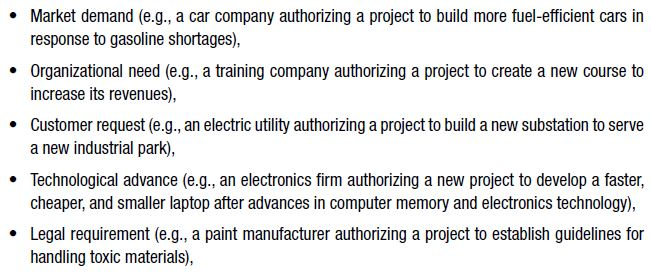 • Market demand (e.g., a car company authorizing a project to build more fuel-efficient cars in
response to gasoline shortages),
• Organizational need (e.g., a training company authorizing a project to create a new course to
increase its revenues),
• Customer request (e.g., an electric utility authorizing a project to build a new substation to serve
a new industrial park),
• Technological advance (e.g., an electronics firm authorizing a new project to develop a faster,
cheaper, and smaller laptop after advances in computer memory and electronics technology),
• Legal requirement (e.g., a paint manufacturer authorizing a project to establish guidelines for
handling toxic materials),